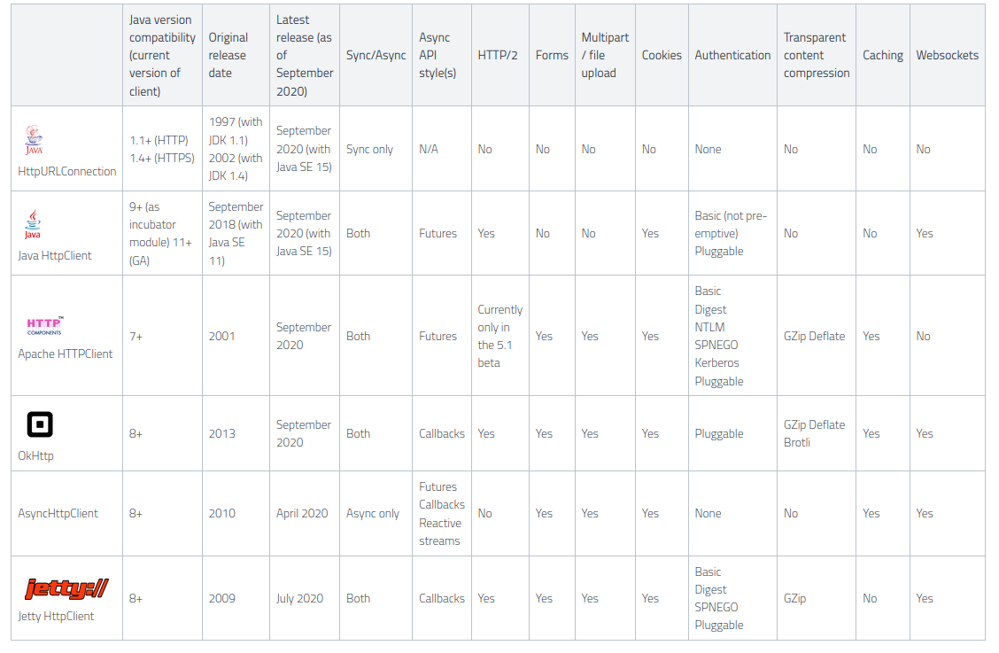 Java version compatibility (current version of client)
Original release date
Latest release (as of September 2020)
Sync/Async
Async API style(s)
HTTP/2
Forms
Multipart / file upload
Cookies
Authentication
Transparent content compression
Caching
Websockets
JAVA
HttpURLConnection
1.1+ (HTTP) 1.4+ (HTTPS)
1997 (with JDK 1.1) 2002 (with JDK 1.4)
September 2020 (with Java SE 15)
Sync only
N/A
No
No
No
No
None
No
No
No
Java
Java HttpClient
9+ (as incubator module) 11+ (GA)
September 2018 (with Java SE 11)
September 2020 (with Java SE 15)
Both
Futures
Yes
No
No
Yes
Basic (not pre-emptive) Pluggable
No
No
Yes
HTTP™
COMPONENTS
Apache HTTPClient
7+
2001
September 2020
Both
Futures
Currently only in the 5.1 beta
Yes
Yes
Yes
Basic Digest NTLM SPNEGO Kerberos Pluggable
GZip Deflate
Yes
No
OkHttp
8+
2013
September 2020
Both
Callbacks
Yes
Yes
Yes
Yes
Pluggable
GZip Deflate Brotli
Yes
Yes
AsyncHttpClient
8+
2010
April 2020
Async only
Futures Callbacks Reactive streams
No
Yes
Yes
Yes
None
No
Yes
Yes
jetty://
Jetty HttpClient
8+
2009
July 2020
Both
Callbacks
Yes
Yes
Yes
Yes
Basic Digest SPNEGO Pluggable
GZip
No
Yes